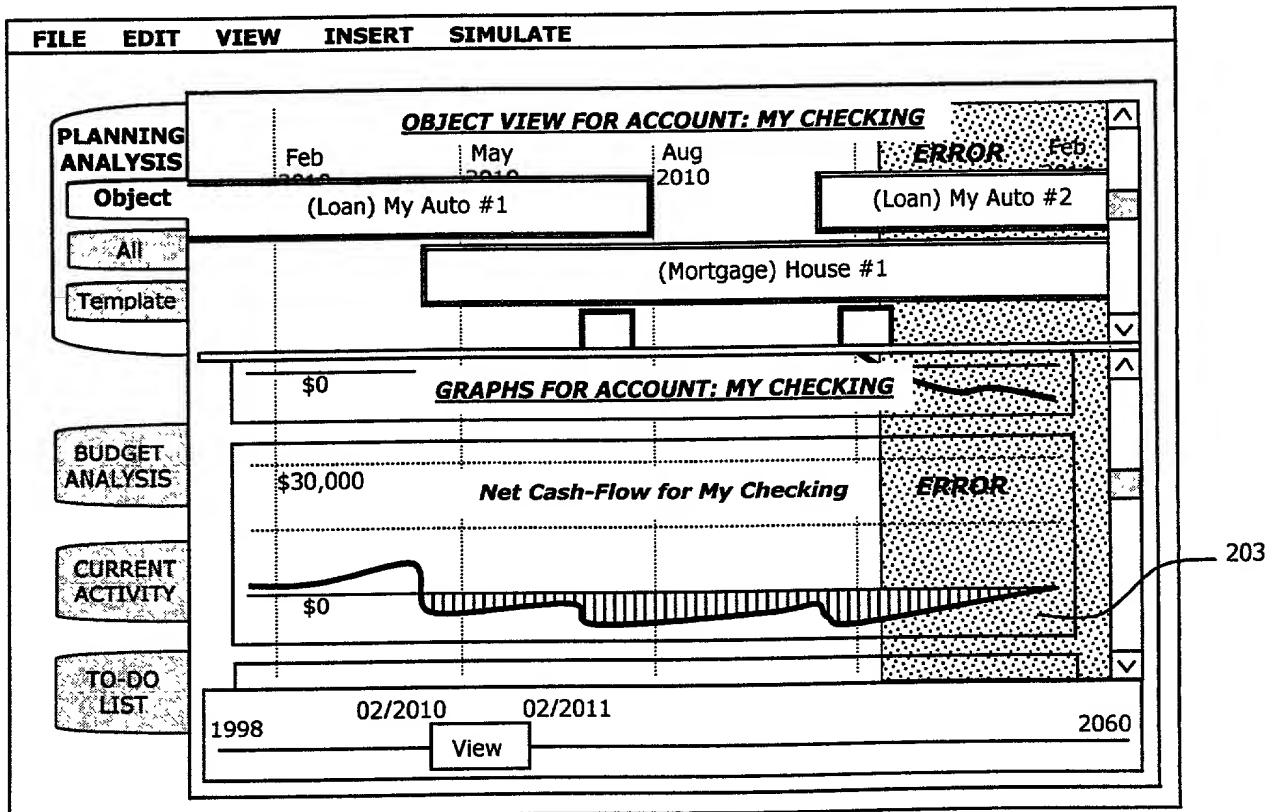 FILE EDIT VIEW INSERT SIMULATE
OBJECT VIEW FOR ACCOUNT: MY CHECKING
PLANNING
ANALYSIS
Object
All
Template
Feb
2010
May
2010
Aug
2010
ERROR
Feb
(Loan) My Auto #1
(Loan) My Auto #2
(Mortgage) House #1
$0
GRAPHS FOR ACCOUNT: MY CHECKING
BUDGET
ANALYSIS
$30,000
Net Cash-Flow for My Checking
ERROR
203
CURRENT
ACTIVITY
$0
TO-DO
LIST
02/2010 02/2011
1998
2060
View